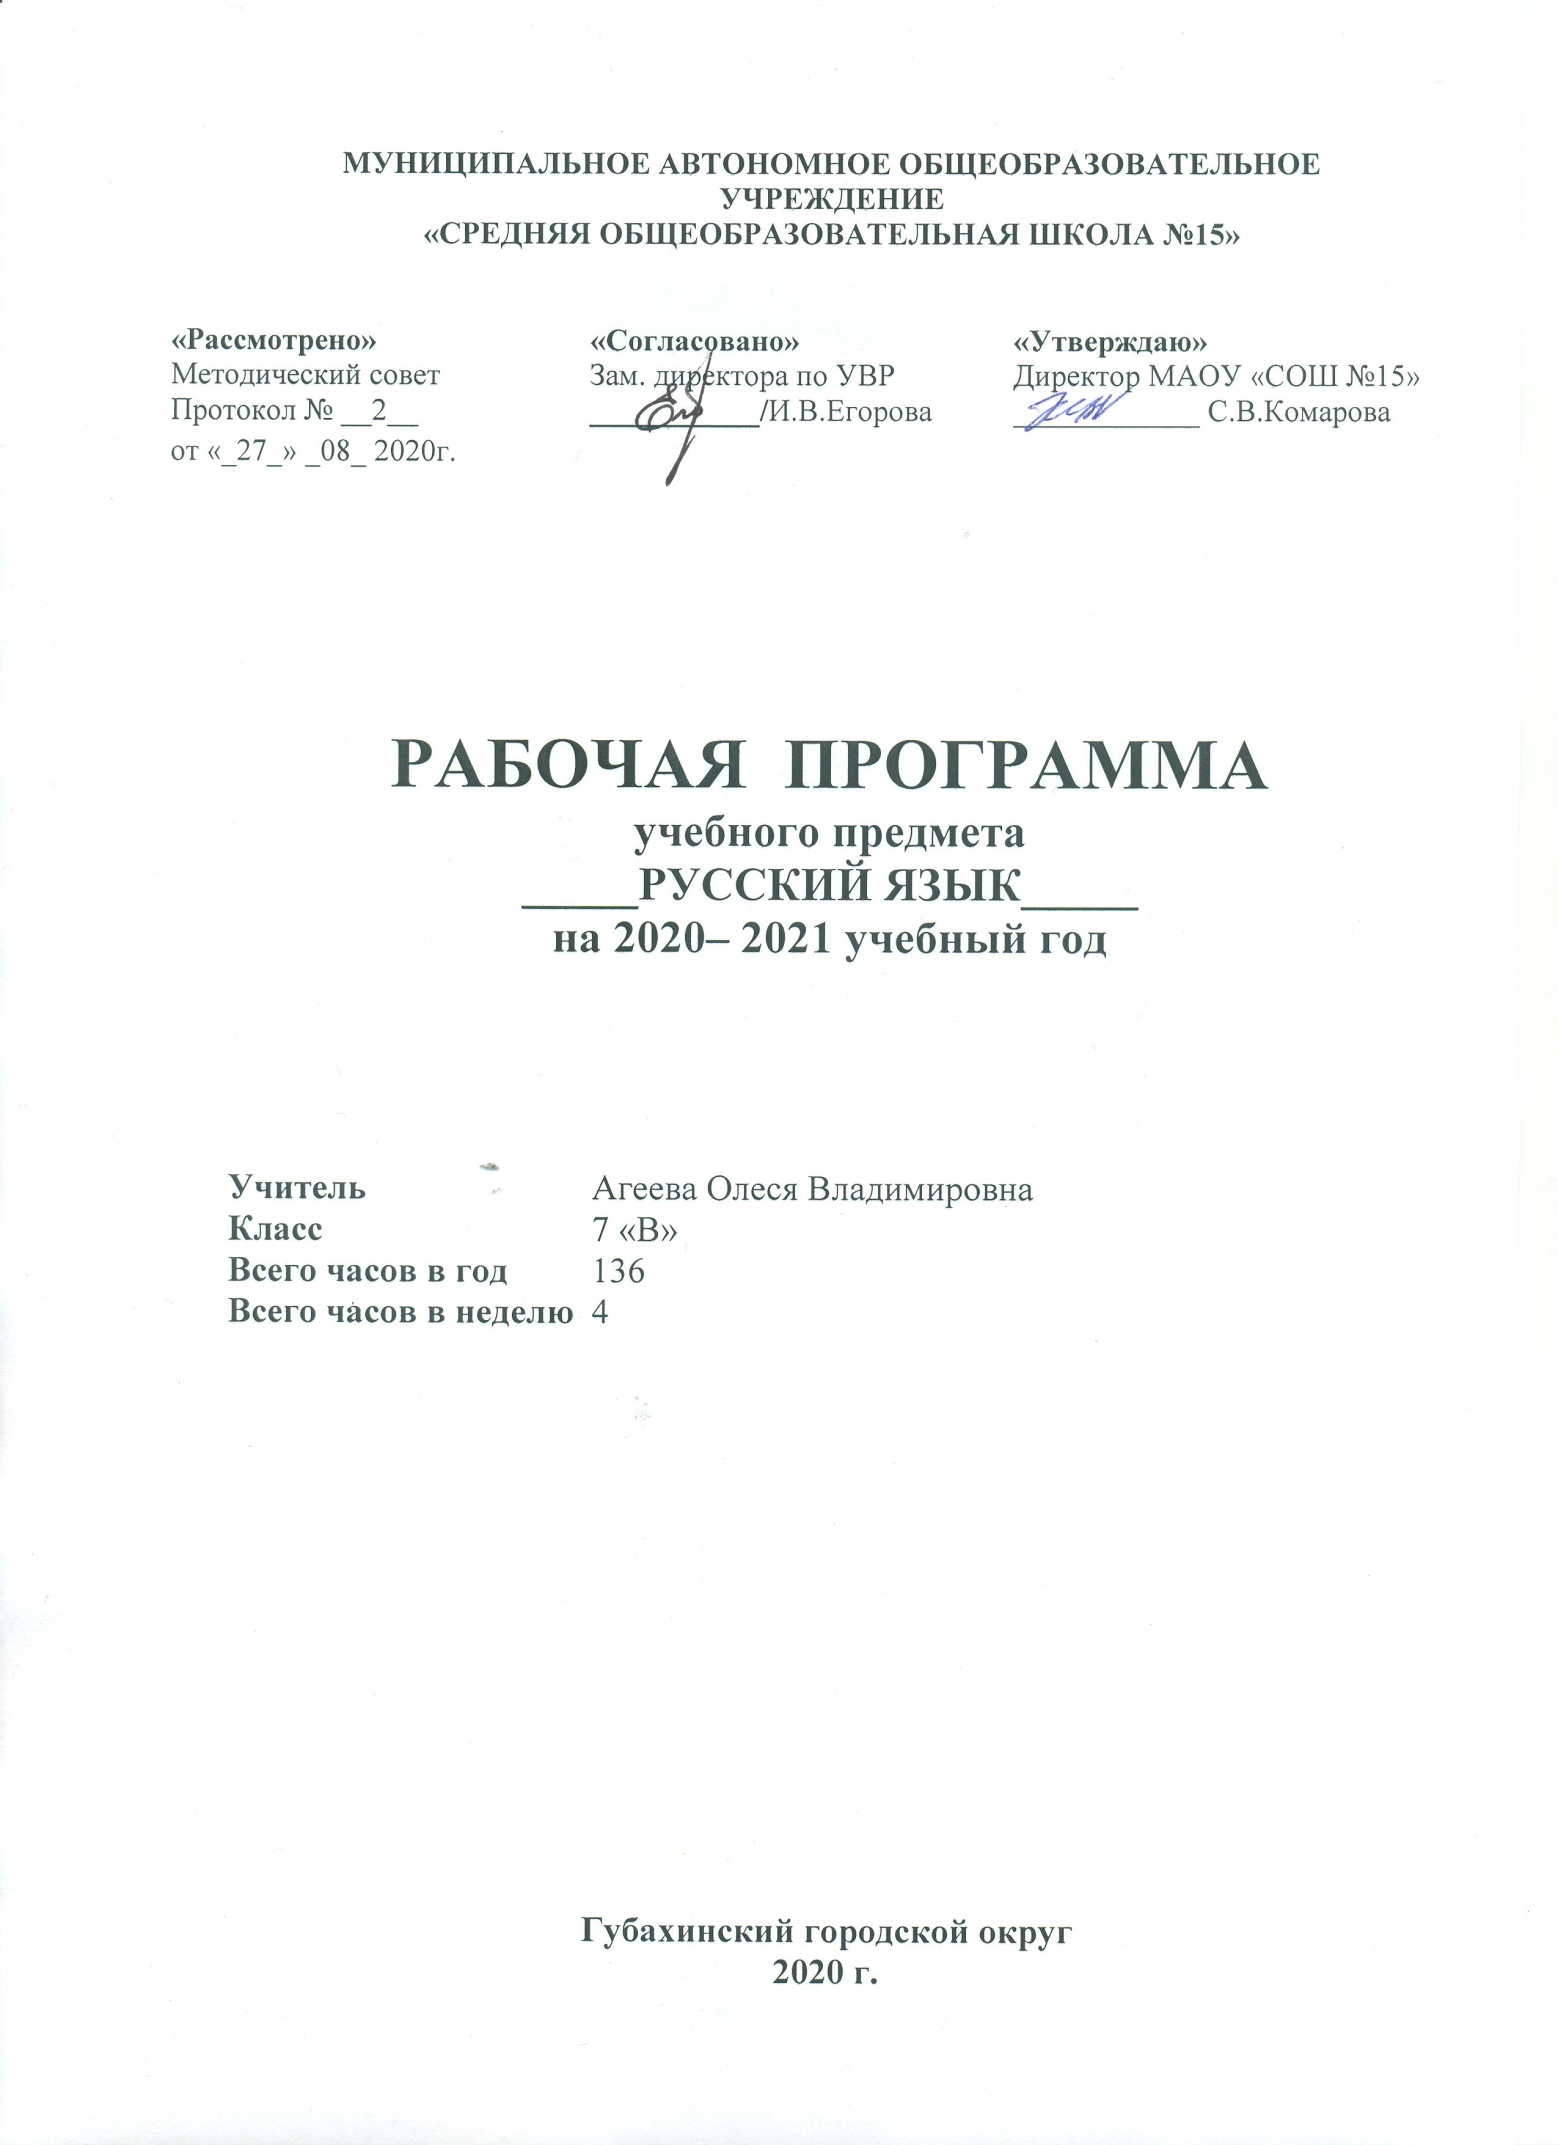 МУНИЦИПАЛЬНОЕ АВТОНОМНОЕ ОБЩЕОБРАЗОВАТЕЛЬНОЕ
УЧРЕЖДЕНИЕ
«СРЕДНЯЯ ОБЩЕОБРАЗОВАТЕЛЬНАЯ ШКОЛА №15»
«Рассмотрено»
Методический совет
Протокол № __2__
от «_27_» _08_ 2020г.
«Согласовано»
Зам. директора по УВР
___________/И.В.Егорова
«Утверждаю»
Директор МАОУ «СОШ №15»
____________ С.В.Комарова
РАБОЧАЯ ПРОГРАММА
учебного предмета
_____РУССКИЙ ЯЗЫК_____
на 2020– 2021 учебный год
Учитель Агеева Олеся Владимировна
Класс 7 «В»
Всего часов в год 136
Всего часов в неделю 4
Губахинский городской округ
2020 г.